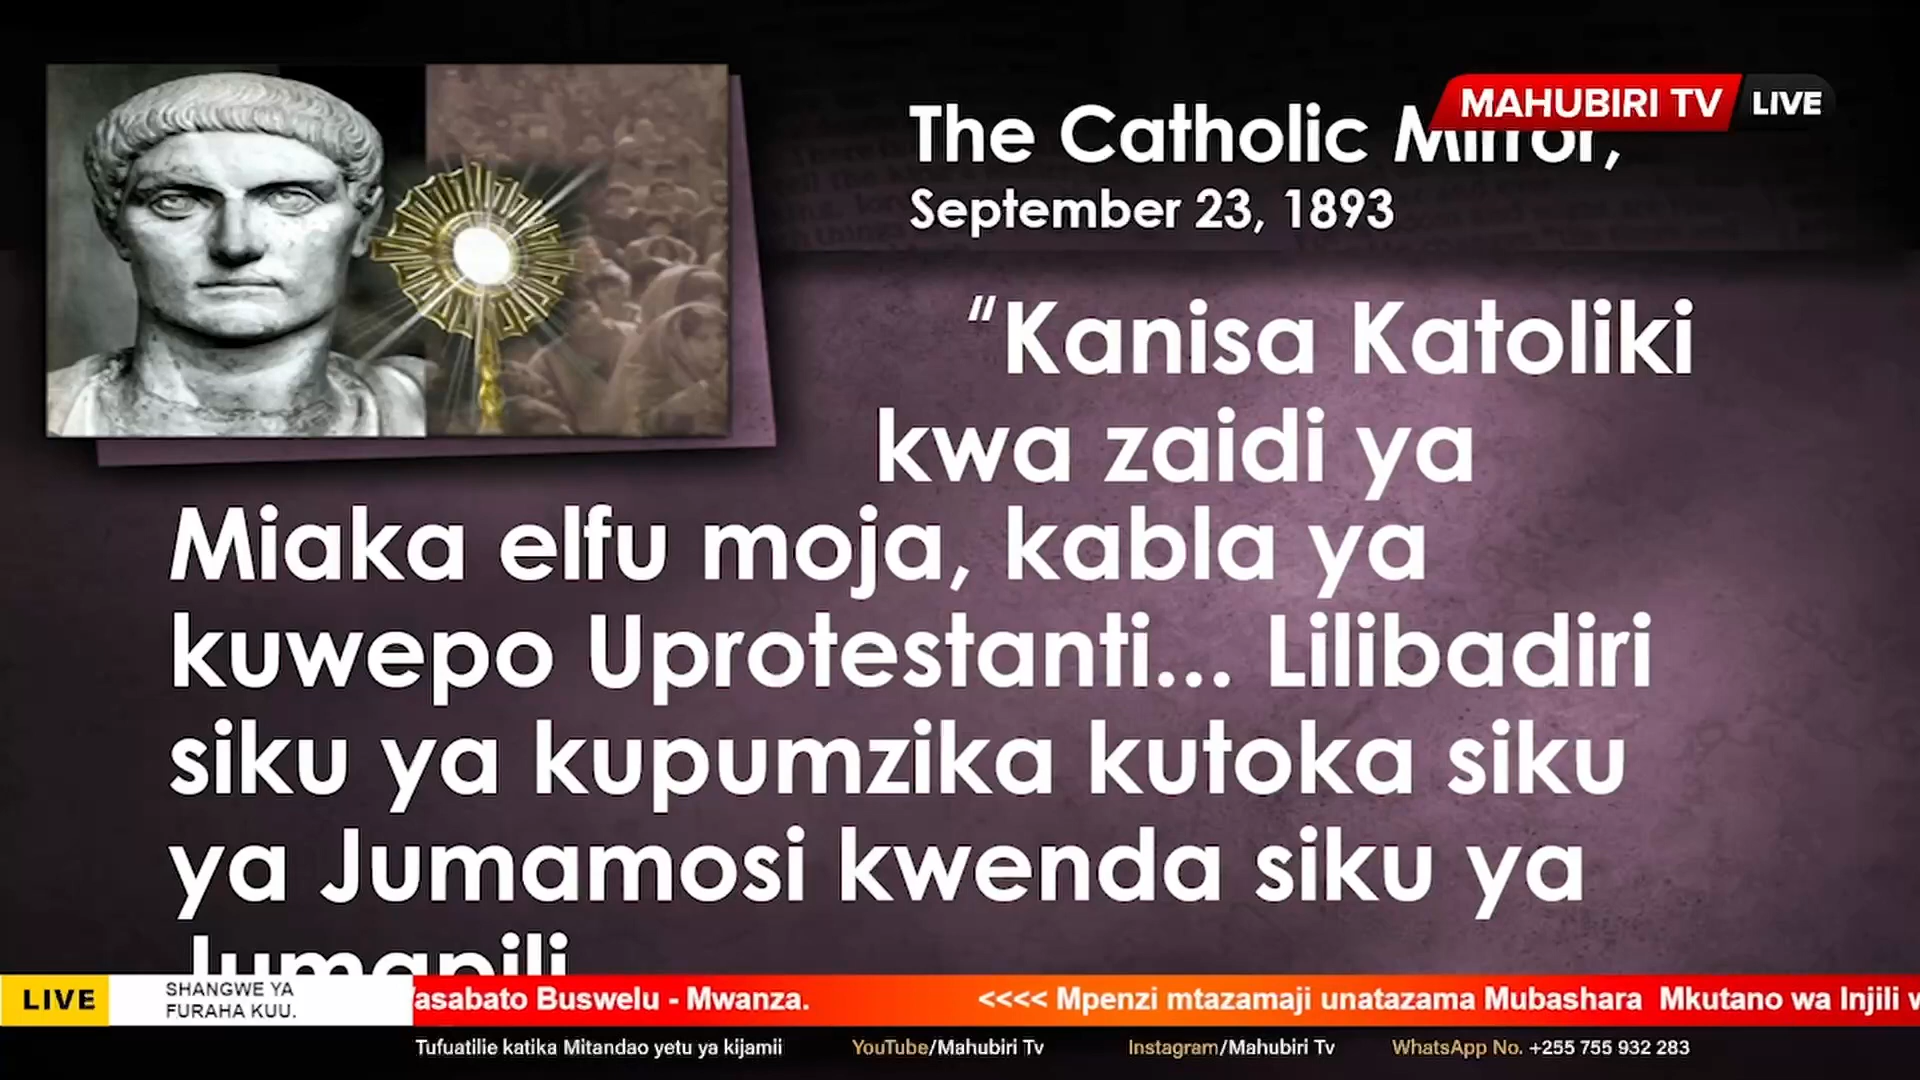 MAHUBIRI TV LIVE
The Catholic Mirror,
September 23, 1893
"Kanisa Katoliki
kwa zaidi ya
Miaka elfu moja, kabla ya
kuwepo Uprotestanti... Lilibadiri
siku ya kupumzika kutoka siku
ya Jumamosi kwenda siku ya
Jumapili
LIVE
SHANGWE YA
FURAHA KUU.
asabato Buswelu - Mwanza. <<<< Mpenzi mtazamaji unatazama Mubashara Mkutano wa Injili
Tufuatilie katika Mitandao yetu ya kijamii YouTube/Mahubiri Tv Instagram/Mahubiri Tv WhatsApp No. +255 755 932 283